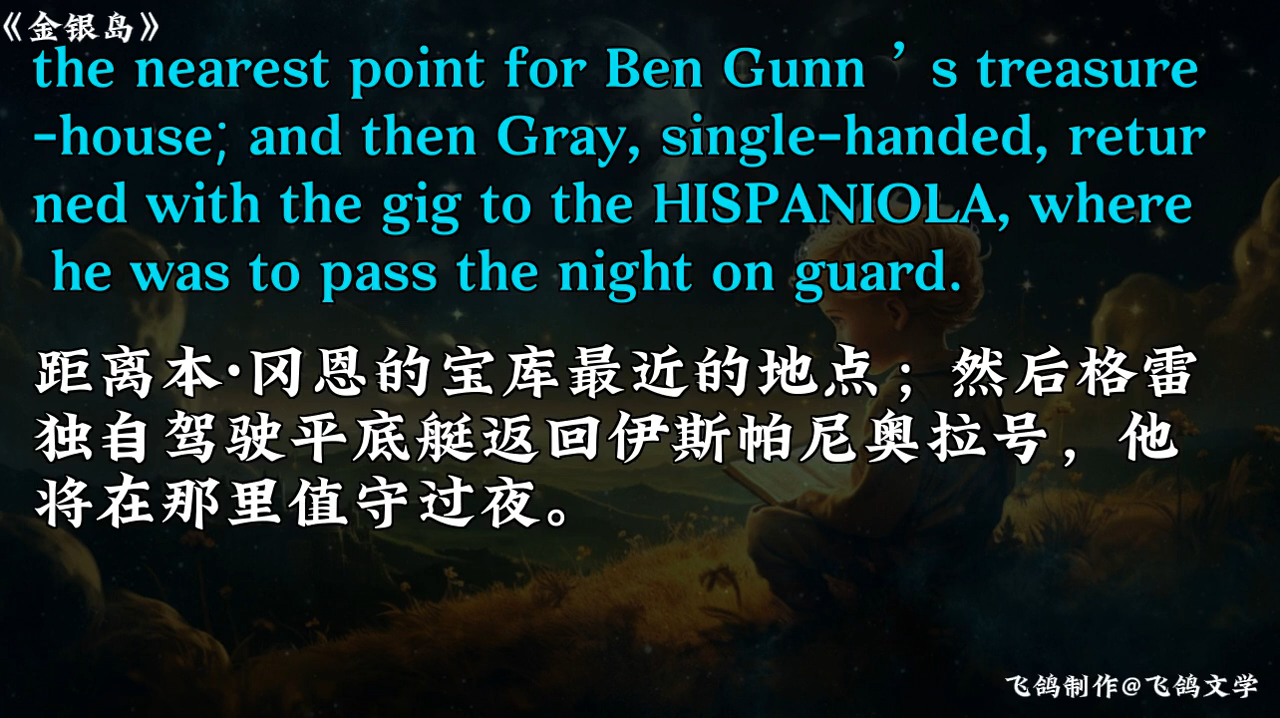 《金银岛》
the nearest point for Ben Gunn ’ s treasure
-house; and then Gray, single-handed, retur
ned with the gig to the HISPANIOLA, where
he was to pass the night on guard.
距离本·冈恩的宝库最近的地点；然后格雷
独自驾驶平底艇返回伊斯帕尼奥拉号，他
将在那里值守过夜。
飞鸽制作@飞鸽文学